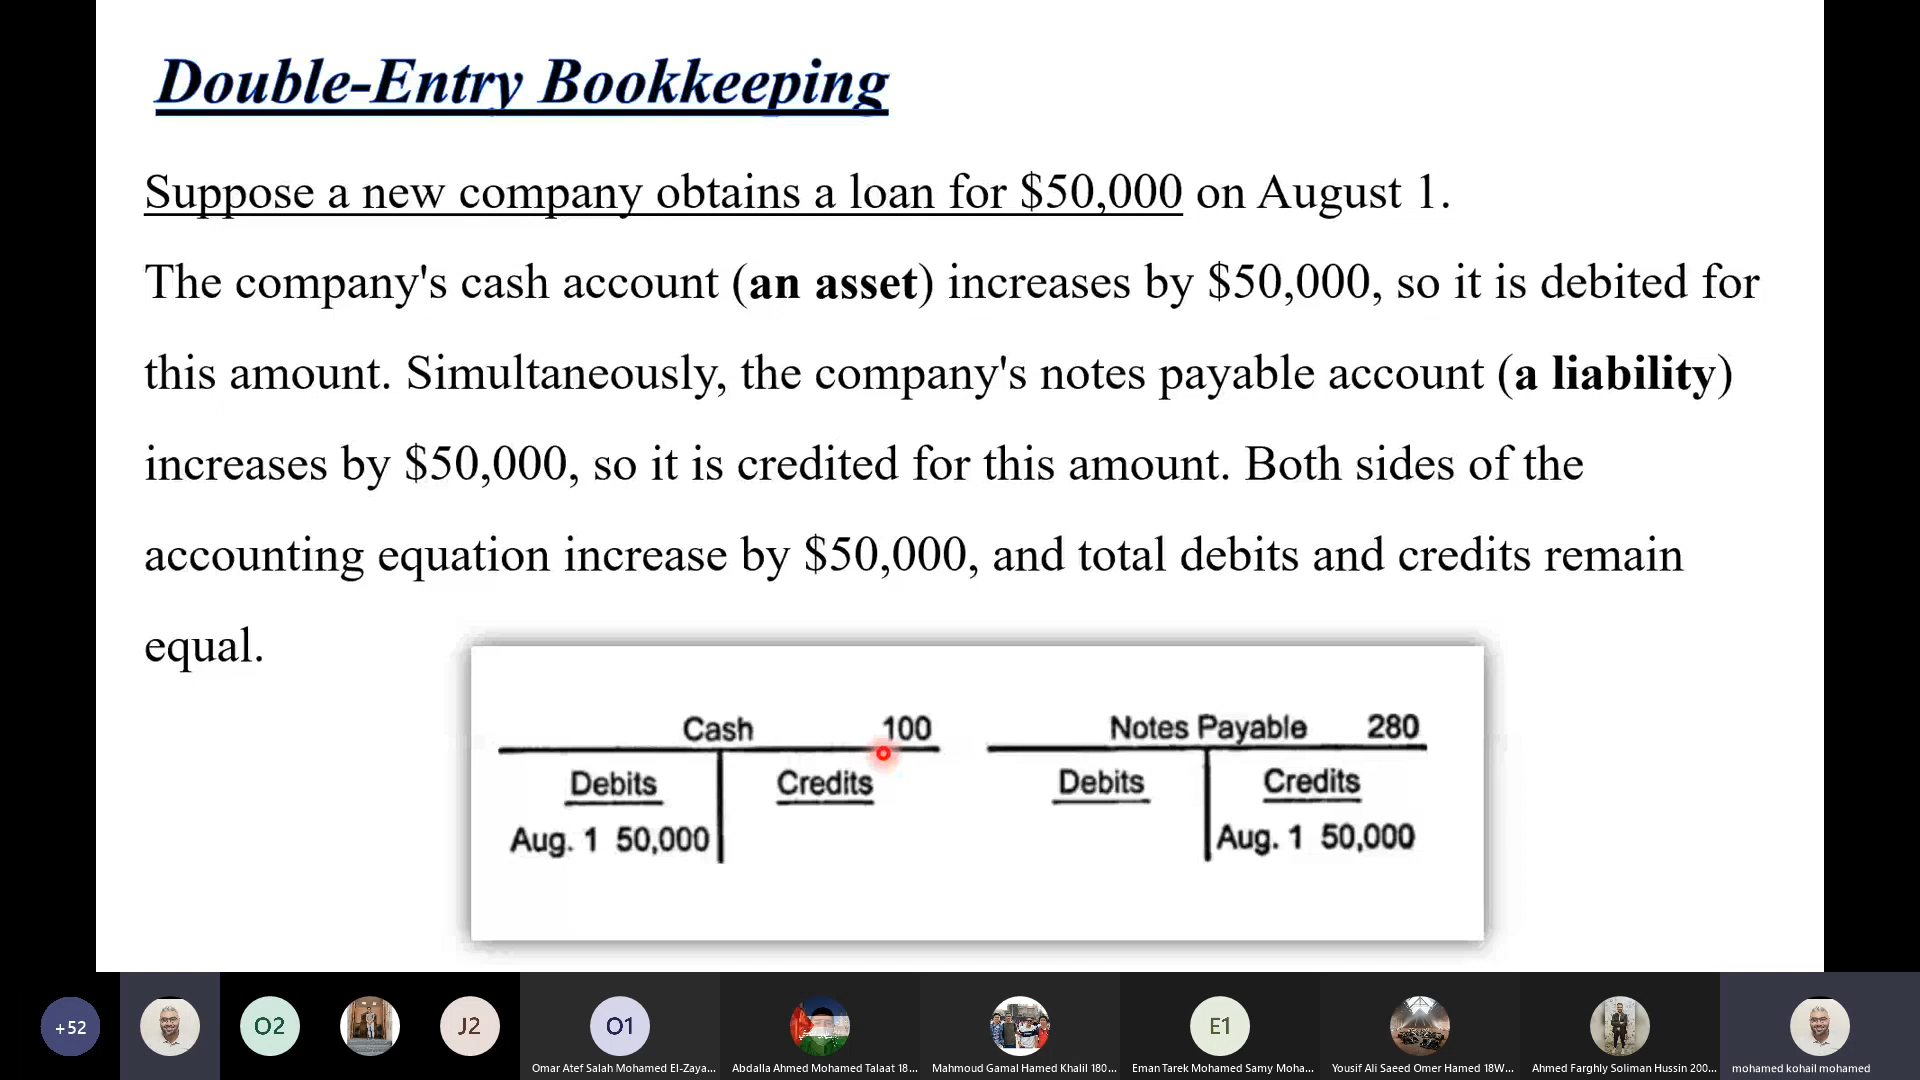 Double-Entry Bookkeeping
Suppose a new company obtains a loan for $50,000 on August 1.
The company's cash account (an asset) increases by $50,000, so it is debited for
this amount. Simultaneously, the company's notes payable account (a liability)
increases by $50,000, so it is credited for this amount. Both sides of the
accounting equation increase by $50,000, and total debits and credits remain
equal.
Cash 100 Notes Payable 280
Debits Credits Debits Credits
Aug. 1 50,000 Aug. 1 50,000
+52 O2 J2 O1 E1
Omar Atef Salah Mohamed El-Zaya... Abdalla Ahmed Mohamed Talaat 18... Mahmoud Gamal Hamed Khalil 180... Eman Tarek Mohamed Samy Moha... Yousif Ali Saeed Omer Hamed 18W... Ahmed Farghly Soliman Hussin 200... mohamed kohail mohamed